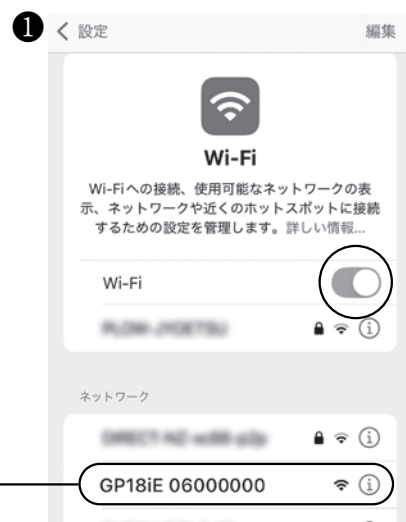 ❶
設定 編集
Wi-Fi
Wi-Fiへの接続、使用可能なネットワークの表
示、ネットワークや近くのホットスポットに接続
するための設定を管理します。詳しい情報...
Wi-Fi
ネットワーク
GP18iE 06000000